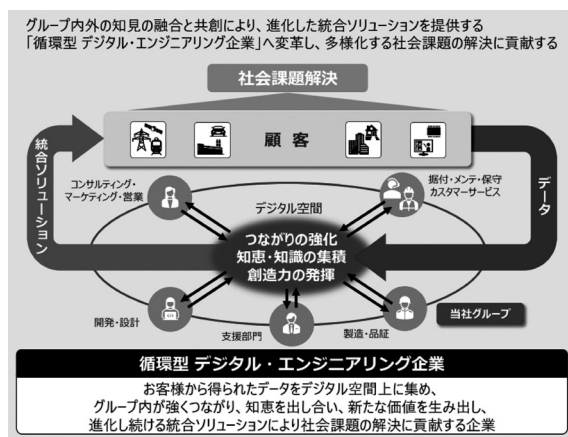 グループ内外の知見の融合と共創により、進化した統合ソリューションを提供する
「循環型 デジタル・エンジニアリング企業」へ変革し、多様化する社会課題の解決に貢献する
社会課題解決
顧客
統合ソリューション
データ
コンサルティング・
マーケティング・営業
据付・メンテ・保守
カスタマーサービス
デジタル空間
つながりの強化
知恵・知識の集積
創造力の発揮
開発・設計
支援部門
製造・品証
当社グループ
循環型 デジタル・エンジニアリング企業
お客様から得られたデータをデジタル空間上に集め、
グループ内が強くつながり、知恵を出し合い、新たな価値を生み出し、
進化し続ける統合ソリューションにより社会課題の解決に貢献する企業